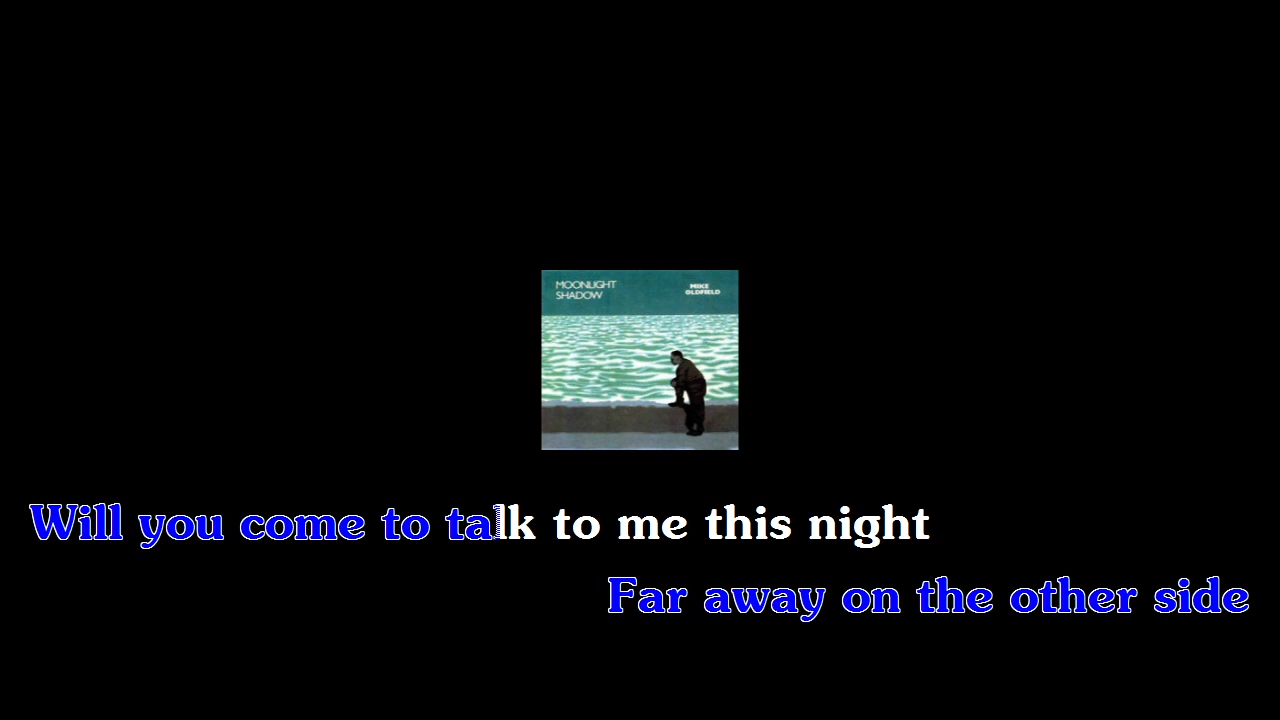 MOONLIGHT
SHADOW
MIKE
OLDFIELD
Will you come to talk to me this night
Far away on the other side